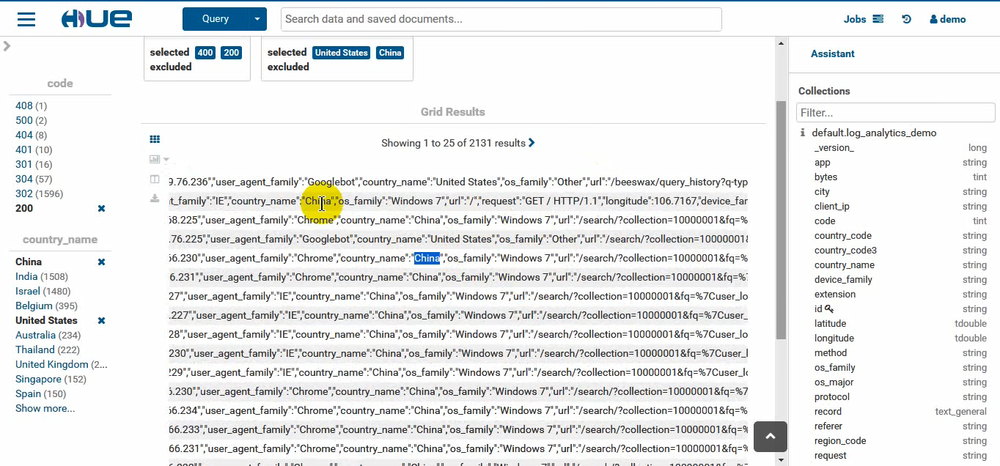 HUE
Query
Search data and saved documents...
Jobs
demo
code
408 (1)
500 (2)
404 (8)
401 (10)
301 (16)
304 (57)
302 (1596)
200
country_name
China
India (1508)
Israel (1480)
Belgium (395)
United States
Australia (234)
Thailand (222)
United Kingdom (2...
Singapore (152)
Spain (150)
Show more...
selected 400 200
excluded
selected United States China
excluded
Grid Results
Showing 1 to 25 of 2131 results
9.76.236","user_agent_family":"Googlebot","country_name":"United States","os_family":"Other","url":"/beeswax/query_history?q-typ
t_family":"IE","country_name":"China","os_family":"Windows 7","url":"/","request":"GET / HTTP/1.1","longitude":106.7167,"device_fam
68.225","user_agent_family":"Chrome","country_name":"China","os_family":"Windows 7","url":"/search/?collection=10000001&fq=%
.76.225","user_agent_family":"Googlebot","country_name":"United States","os_family":"Other","url":"/search/?collection=10000001&
66.230","user_agent_family":"Chrome","country_name":"China","os_family":"Windows 7","url":"/search/?collection=10000001&fq=%
6.231","user_agent_family":"Chrome","country_name":"China","os_family":"Windows 7","url":"/search/?collection=10000001&fq=%7
27","user_agent_family":"IE","country_name":"China","os_family":"Windows 7","url":"/search/?collection=10000001&fq=%7Cuser_lo
.227","user_agent_family":"IE","country_name":"China","os_family":"Windows 7","url":"/search/?collection=10000001&fq=%7Cuser_
28","user_agent_family":"IE","country_name":"China","os_family":"Windows 7","url":"/search/?collection=10000001&fq=%7Cuser_lo
230","user_agent_family":"IE","country_name":"China","os_family":"Windows 7","url":"/search/?collection=10000001&fq=%7Cuser_l
29","user_agent_family":"IE","country_name":"China","os_family":"Windows 7","url":"/search/?collection=10000001&fq=%7Cuser_lo
6.230","user_agent_family":"Chrome","country_name":"China","os_family":"Windows 7","url":"/search/?collection=10000001&fq=%7
66.234","user_agent_family":"Chrome","country_name":"China","os_family":"Windows 7","url":"/search/?collection=10000001&fq=%
66.233","user_agent_family":"Chrome","country_name":"China","os_family":"Windows 7","url":"/search/?collection=10000001&fq=%
66.231","user_agent_family":"Chrome","country_name":"China","os_family":"Windows 7","url":"/search/?collection=10000001&fq=%
Assistant
Collections
Filter...
default.log_analytics_demo
_version_ long
app string
bytes tint
city string
client_ip string
code tint
country_code string
country_code3 string
country_name string
device_family string
extension string
id string
latitude tdouble
longitude tdouble
method string
os_family string
os_major string
protocol string
record text_general
referer string
region_code string
request string